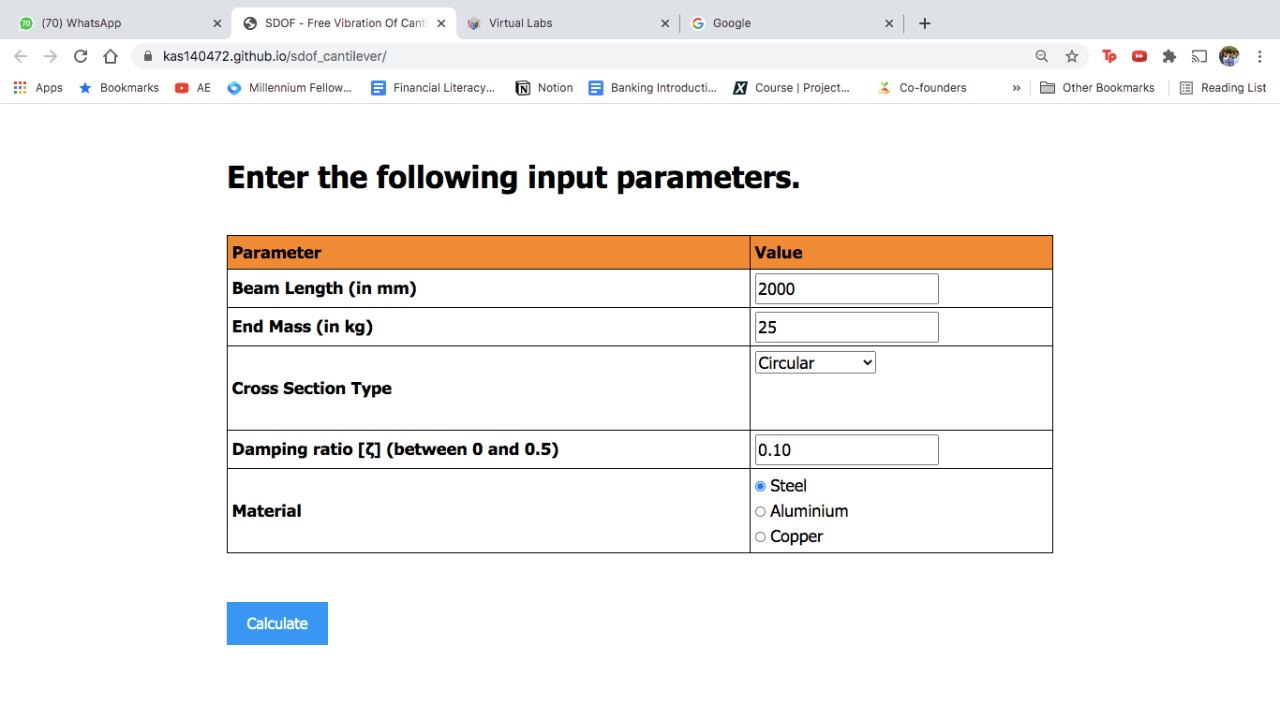 (70) WhatsApp
SDOF - Free Vibration Of Canti
Virtual Labs
Google
kas140472.github.io/sdof_cantilever/
Apps Bookmarks AE Millennium Fellow... Financial Literacy... Notion Banking Introducti... Course | Project... Co-founders » Other Bookmarks Reading List
Enter the following input parameters.
Parameter Value
Beam Length (in mm) 2000
End Mass (in kg) 25
Cross Section Type Circular
Damping ratio [ζ] (between 0 and 0.5) 0.10
Material
Steel
Aluminium
Copper
Calculate